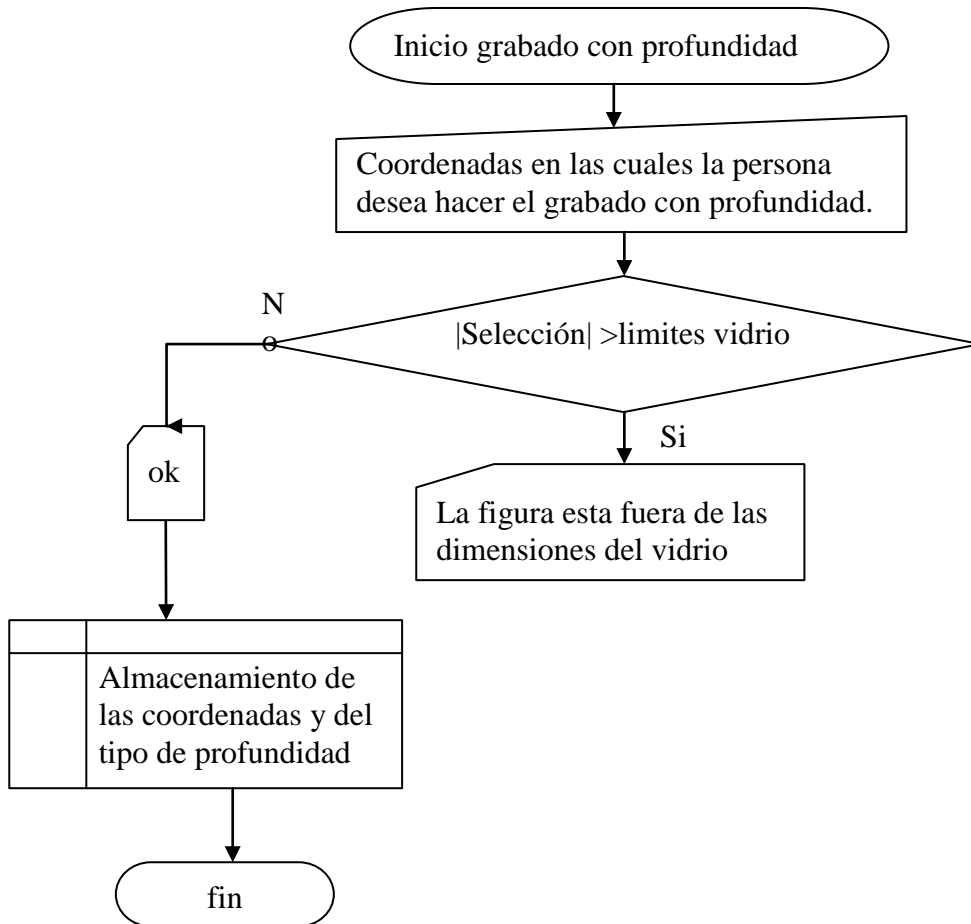 Inicio grabado con profundidad
Coordenadas en las cuales la persona
desea hacer el grabado con profundidad.
|Selección| >limites vidrio
N
o
Si
ok
La figura esta fuera de las
dimensiones del vidrio
Almacenamiento de
las coordenadas y del
tipo de profundidad
fin